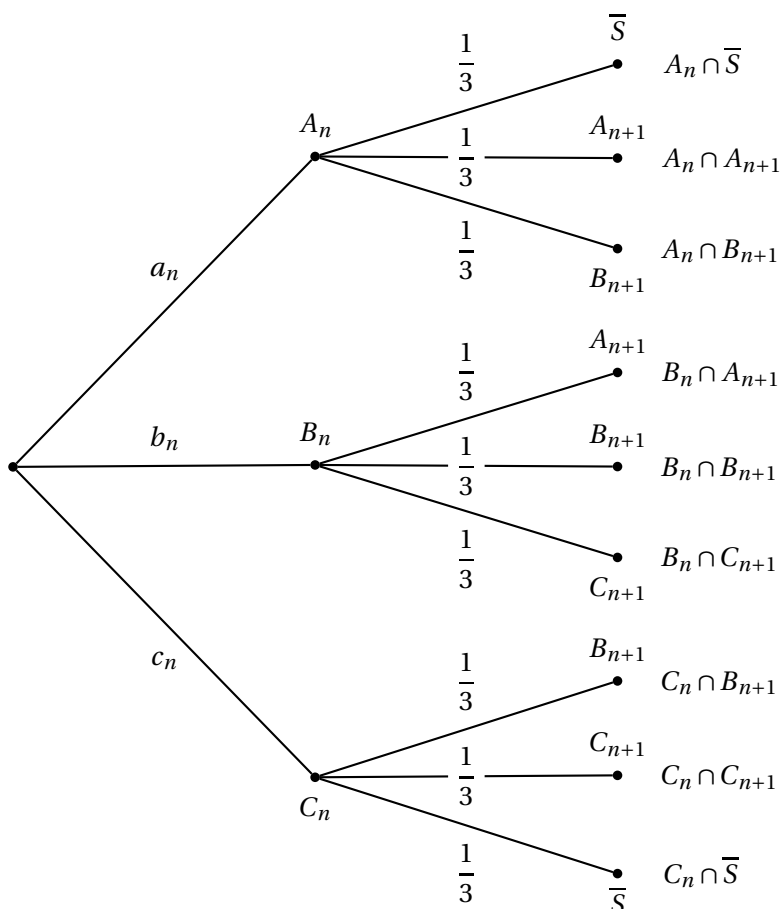 S̅
1/3
A_n ∩ S̅
A_n
A_{n+1}
1/3
A_n ∩ A_{n+1}
1/3
A_n ∩ B_{n+1}
a_n
B_{n+1}
A_{n+1}
1/3
B_n ∩ A_{n+1}
b_n
B_n
B_{n+1}
1/3
B_n ∩ B_{n+1}
1/3
B_n ∩ C_{n+1}
C_{n+1}
c_n
B_{n+1}
1/3
C_n ∩ B_{n+1}
C_{n+1}
1/3
C_n ∩ C_{n+1}
C_n
1/3
C_n ∩ S̅
S̅